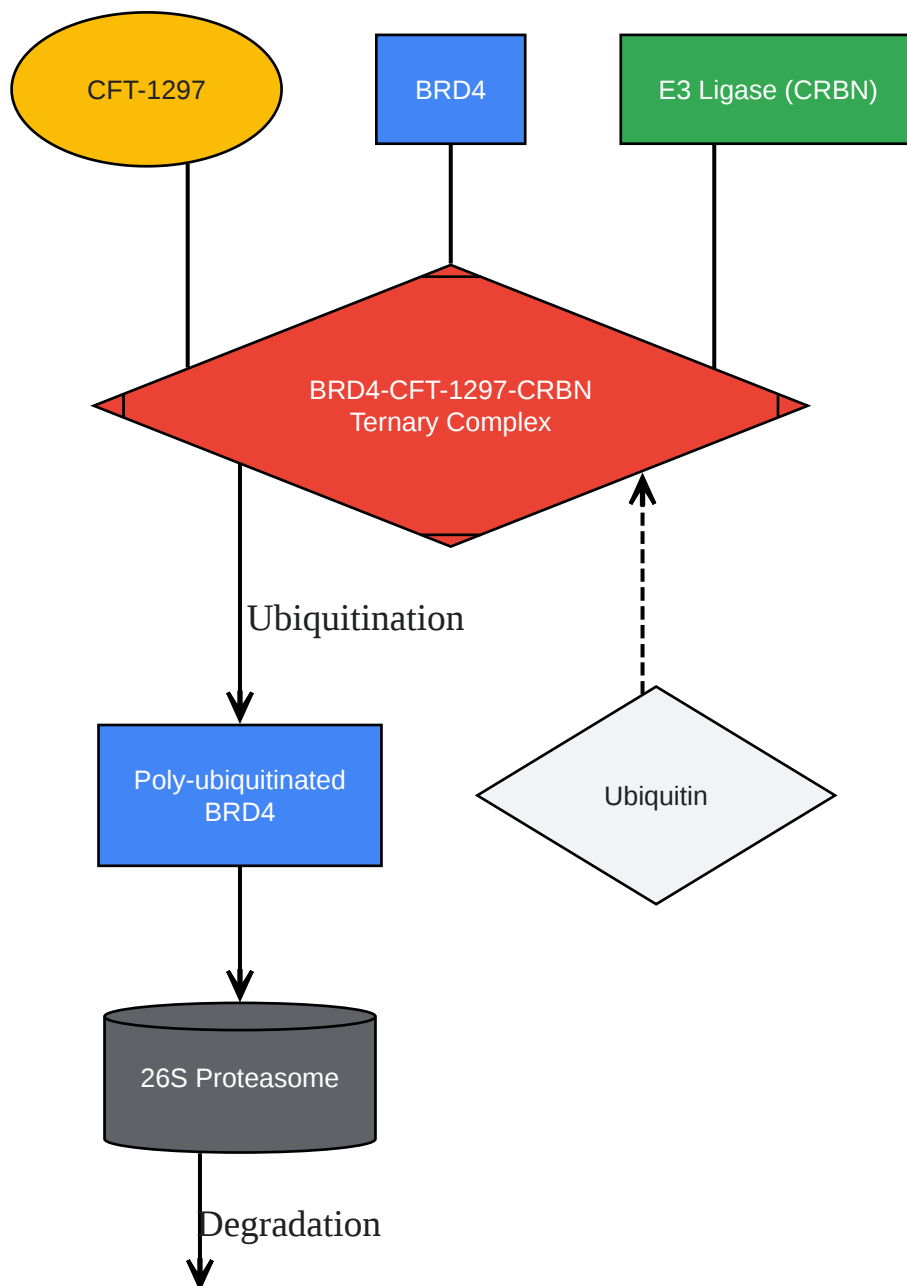 CFT-1297
BRD4
E3 Ligase (CRBN)
BRD4-CFT-1297-CRBN
Ternary Complex
Ubiquitination
Poly-ubiquitinated
BRD4
Ubiquitin
26S Proteasome
Degradation